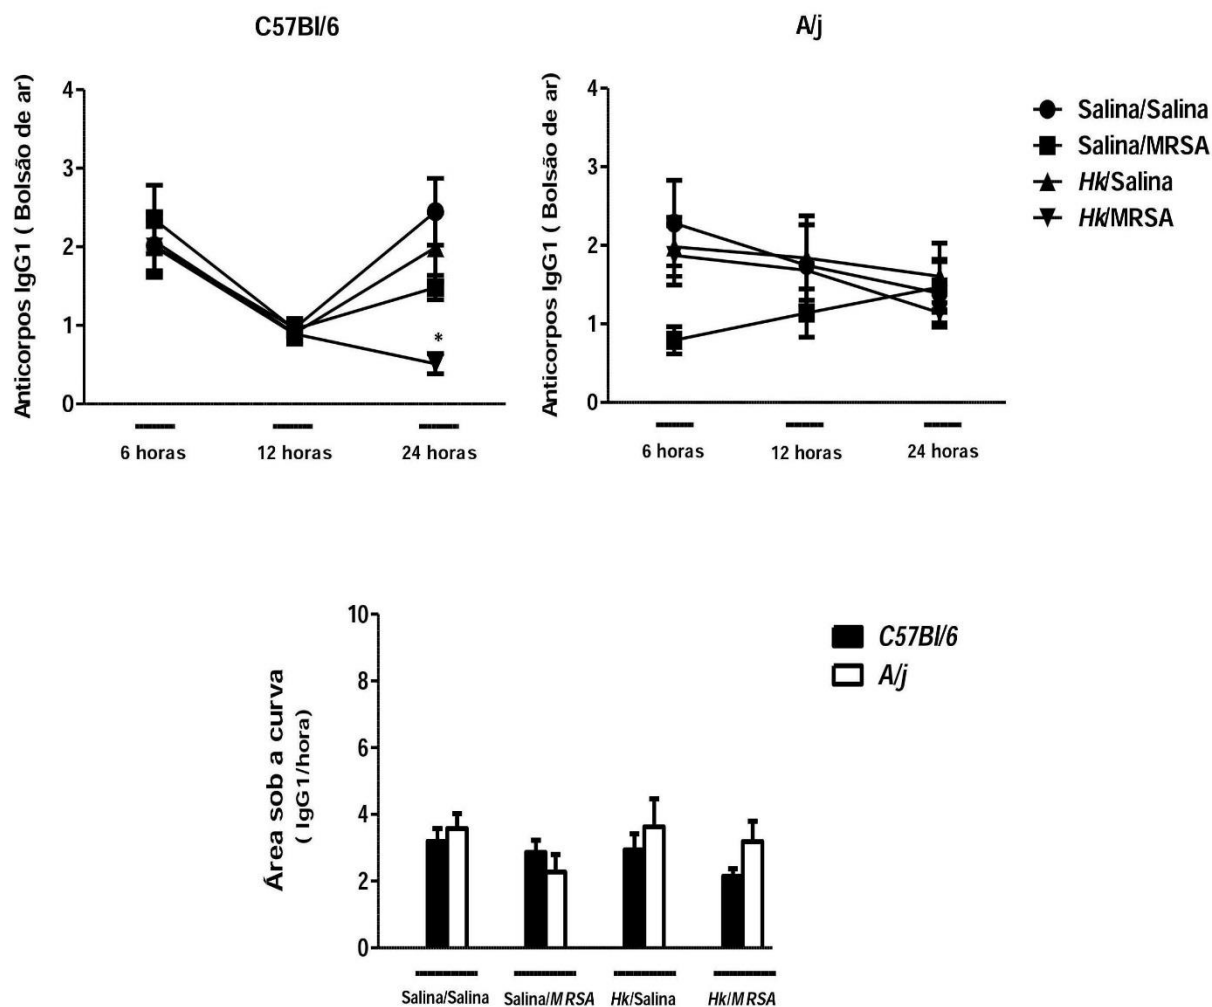 C57Bl/6
Anticorpos IgG1 ( Bolsão de ar)
4
3
2
1
0
*
6 horas 12 horas 24 horas
A/j
Anticorpos IgG1 ( Bolsão de ar)
4
3
2
1
0
6 horas 12 horas 24 horas
Salina/Salina
Salina/MRSA
Hk/Salina
Hk/MRSA
Área sob a curva
( IgG1/hora)
10
8
6
4
2
0
Salina/Salina Salina/MRSA Hk/Salina Hk/MRSA
C57Bl/6
A/j